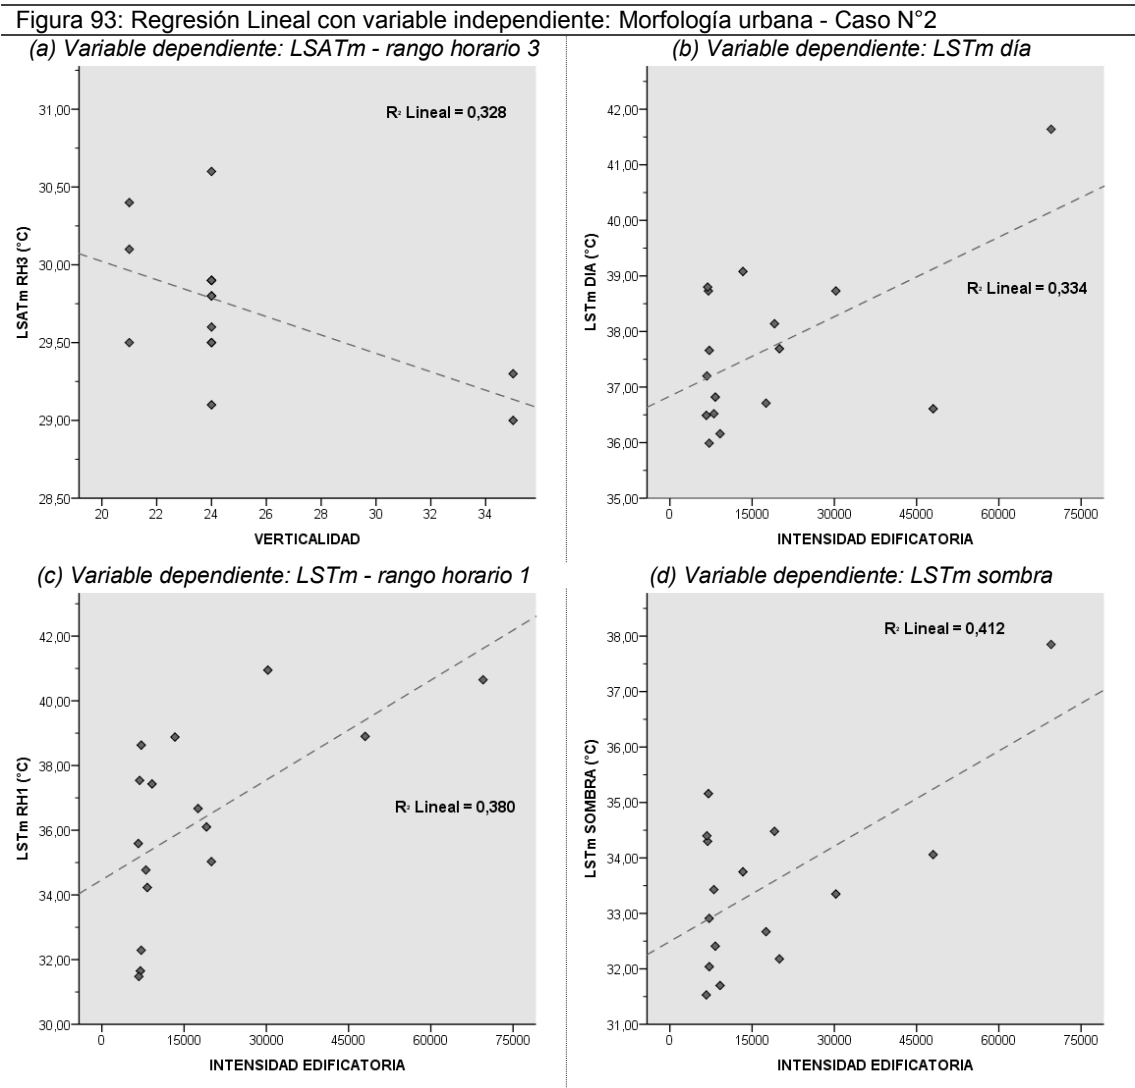 Figura 93: Regresión Lineal con variable independiente: Morfología urbana - Caso N°2
(a) Variable dependiente: LSATm - rango horario 3
R² Lineal = 0,328
31,00
30,50
30,00
29,50
29,00
28,50
LSATm RH3 (°C)
20 22 24 26 28 30 32 34
VERTICALIDAD
(b) Variable dependiente: LSTm día
R² Lineal = 0,334
42,00
41,00
40,00
39,00
38,00
37,00
36,00
35,00
LSTm DIA (°C)
0 15000 30000 45000 60000 75000
INTENSIDAD EDIFICATORIA
(c) Variable dependiente: LSTm - rango horario 1
R² Lineal = 0,380
42,00
40,00
38,00
36,00
34,00
32,00
30,00
LSTm RH1 (°C)
0 15000 30000 45000 60000 75000
INTENSIDAD EDIFICATORIA
(d) Variable dependiente: LSTm sombra
R² Lineal = 0,412
38,00
37,00
36,00
35,00
34,00
33,00
32,00
31,00
LSTm SOMBRA (°C)
0 15000 30000 45000 60000 75000
INTENSIDAD EDIFICATORIA